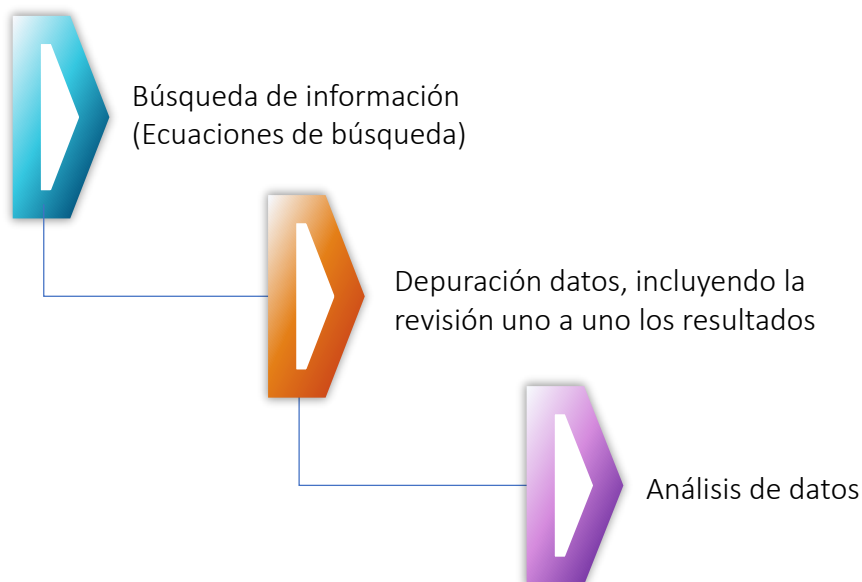 Búsqueda de información
(Ecuaciones de búsqueda)
Depuración datos, incluyendo la
revisión uno a uno los resultados
Análisis de datos